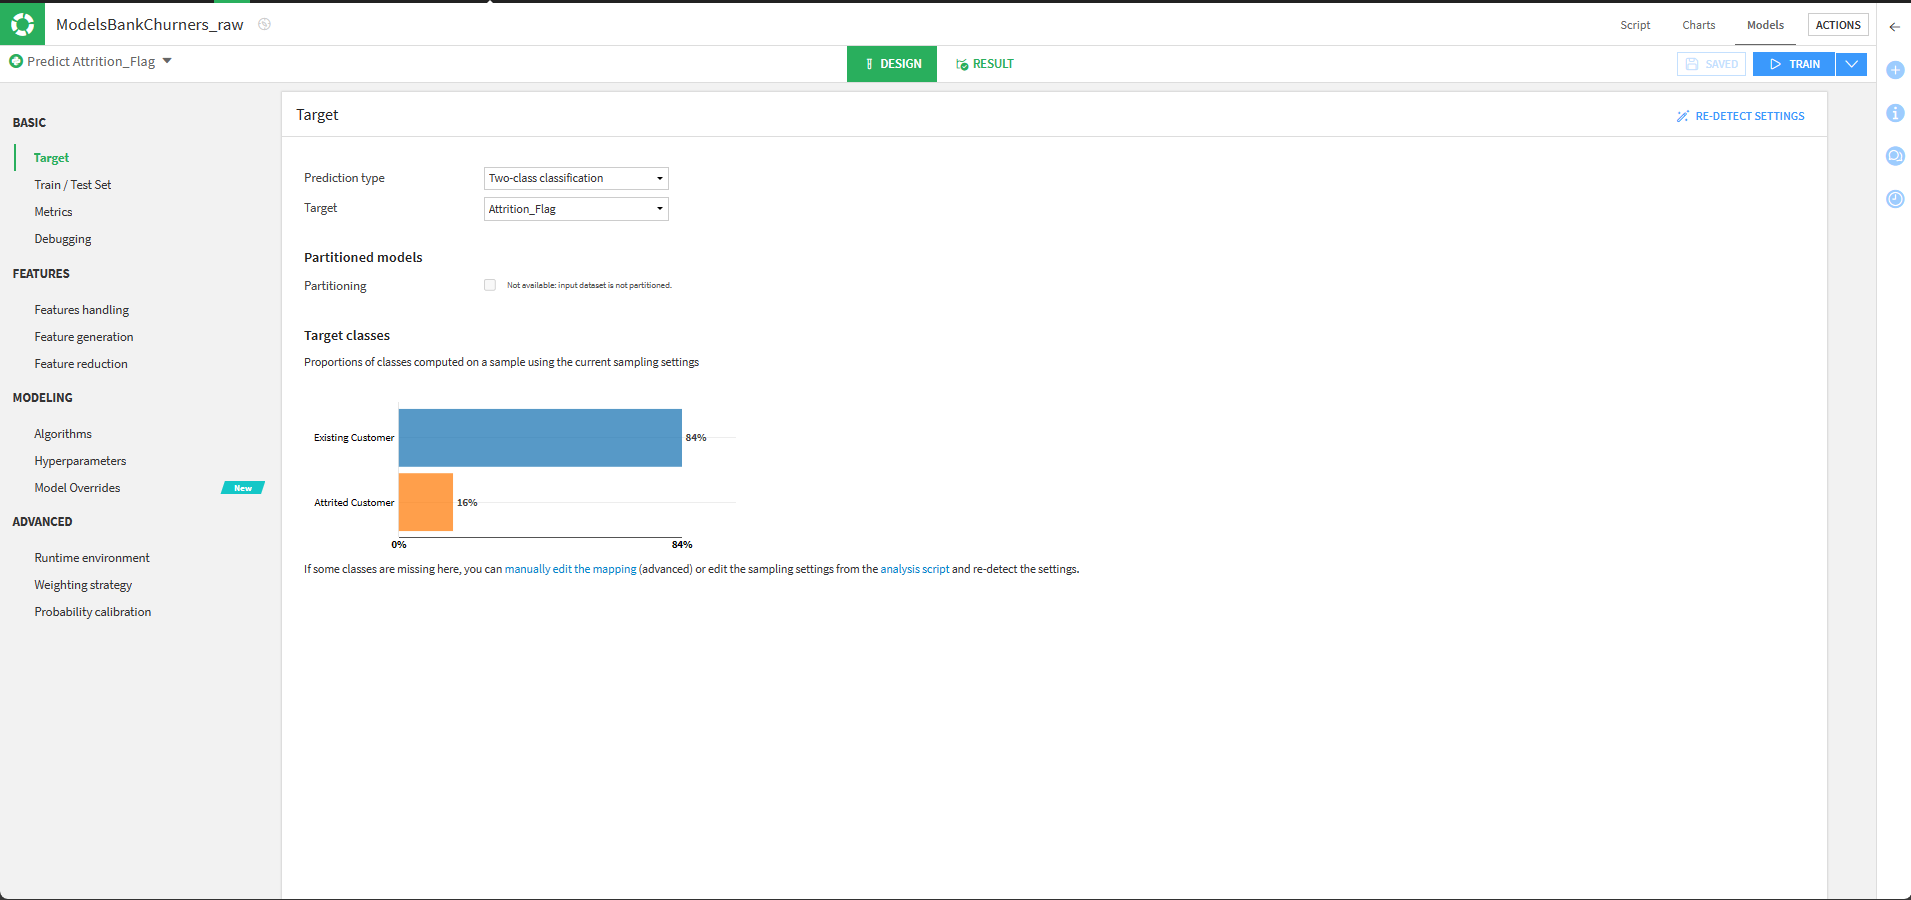 ModelsBankChurners_raw
Script Charts Models ACTIONS
Predict Attrition_Flag
DESIGN RESULT
SAVED TRAIN
BASIC
Target
Train / Test Set
Metrics
Debugging
FEATURES
Features handling
Feature generation
Feature reduction
MODELING
Algorithms
Hyperparameters
Model Overrides New
ADVANCED
Runtime environment
Weighting strategy
Probability calibration
Target RE-DETECT SETTINGS
Prediction type Two-class classification
Target Attrition_Flag
Partitioned models
Partitioning Not available: input dataset is not partitioned.
Target classes
Proportions of classes computed on a sample using the current sampling settings
Existing Customer 84%
Attrited Customer 16%
0% 84%
If some classes are missing here, you can manually edit the mapping (advanced) or edit the sampling settings from the analysis script and re-detect the settings.